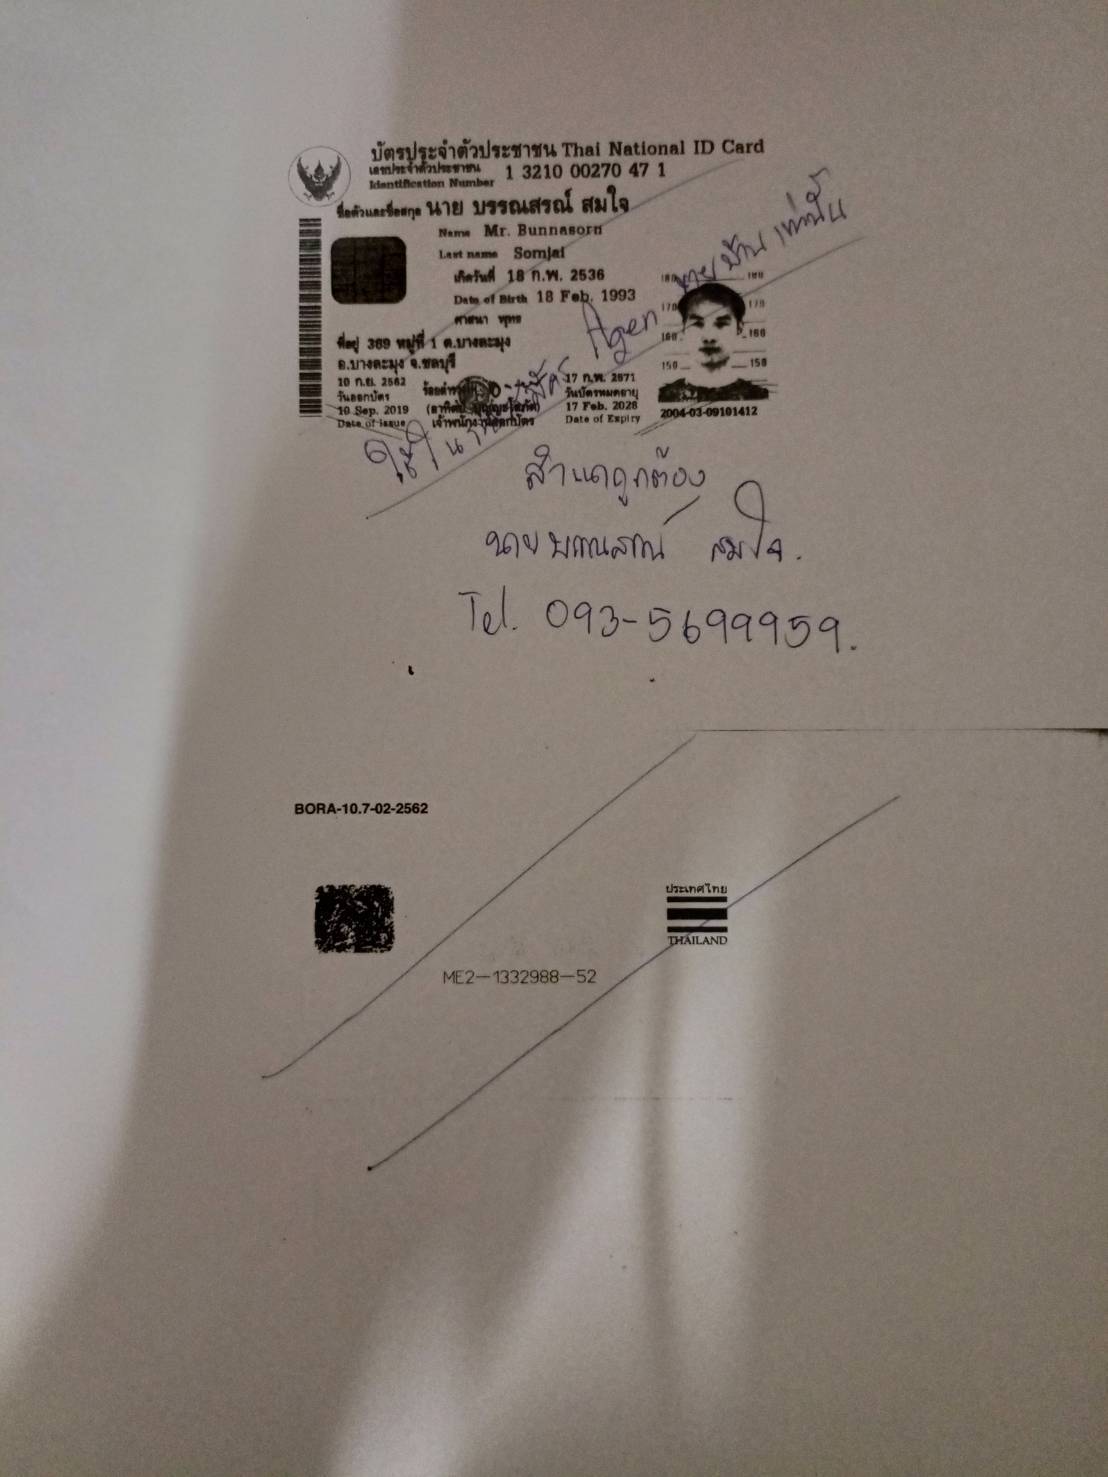 บัตรประจำตัวประชาชน Thai National ID Card
เลขประจำตัวประชาชน
Identification Number
1 3210 00270 47 1
ชื่อตัวและชื่อสกุล นาย บรรณสรณ์ สมใจ
Name Mr. Bunnasorn
Last name Somjai
เกิดวันที่ 18 ก.พ. 2536
Date of Birth 18 Feb. 1993
ศาสนา พุทธ
ที่อยู่ 369 หมู่ที่ 1 ต.บางละมุง
อ.บางละมุง จ.ชลบุรี
10 ก.ย. 2562
วันออกบัตร
10 Sep. 2019
Date of Issue
เจ้าพนักงานออกบัตร
17 ก.พ. 2571
วันบัตรหมดอายุ
17 Feb. 2028
Date of Expiry
180 180
170 170
160 160
150 150
2004-03-09101412
ใช้ใน สมัคร Agen ขายบ้าน เท่านั้น
สำเนาถูกต้อง
นาย บรรณสรณ์ สมใจ.
Tel. 093-5699959.
BORA-10.7-02-2562
ประเทศไทย
THAILAND
ME2-1332988-52